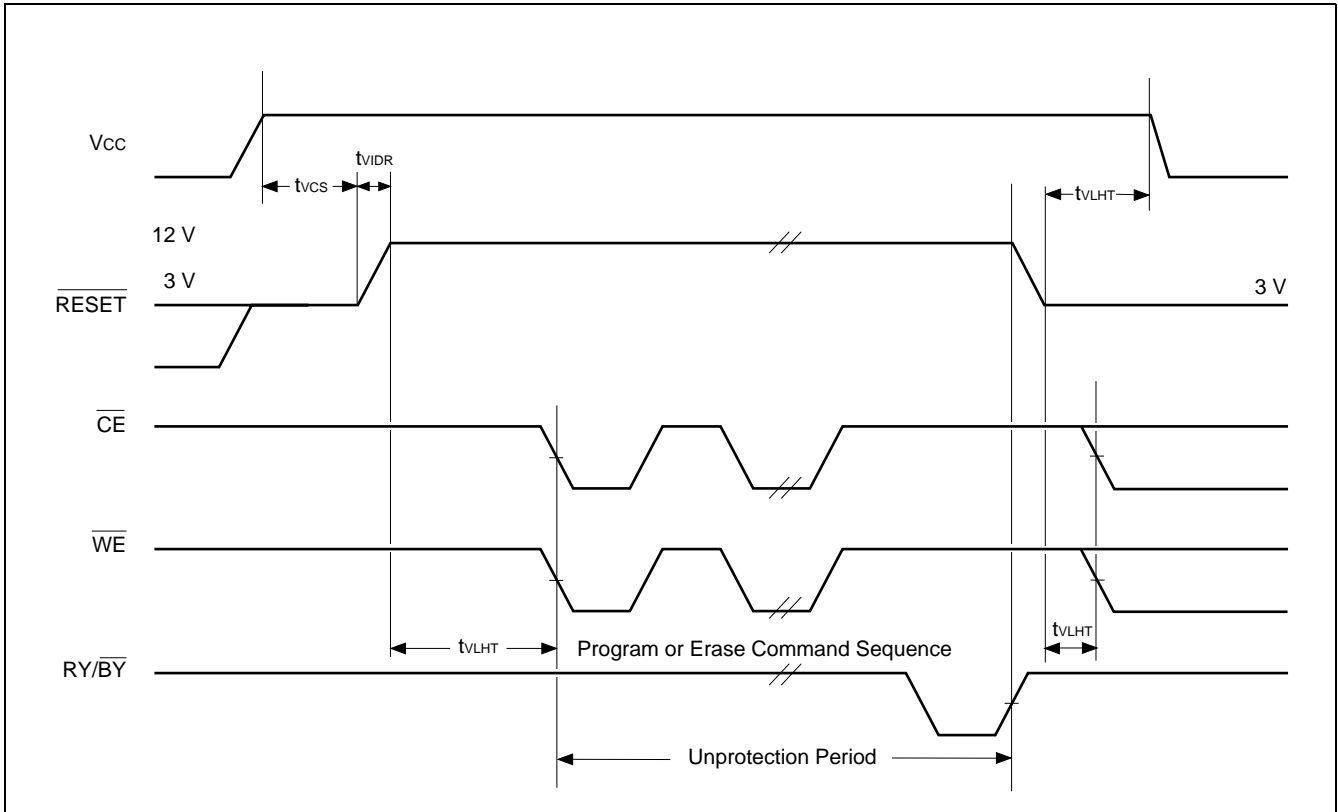 VCC
tVIDR
tVCS
tVLHT
12 V
3 V
3 V
RESET
CE
WE
tVLHT
Program or Erase Command Sequence
tVLHT
RY/BY
Unprotection Period